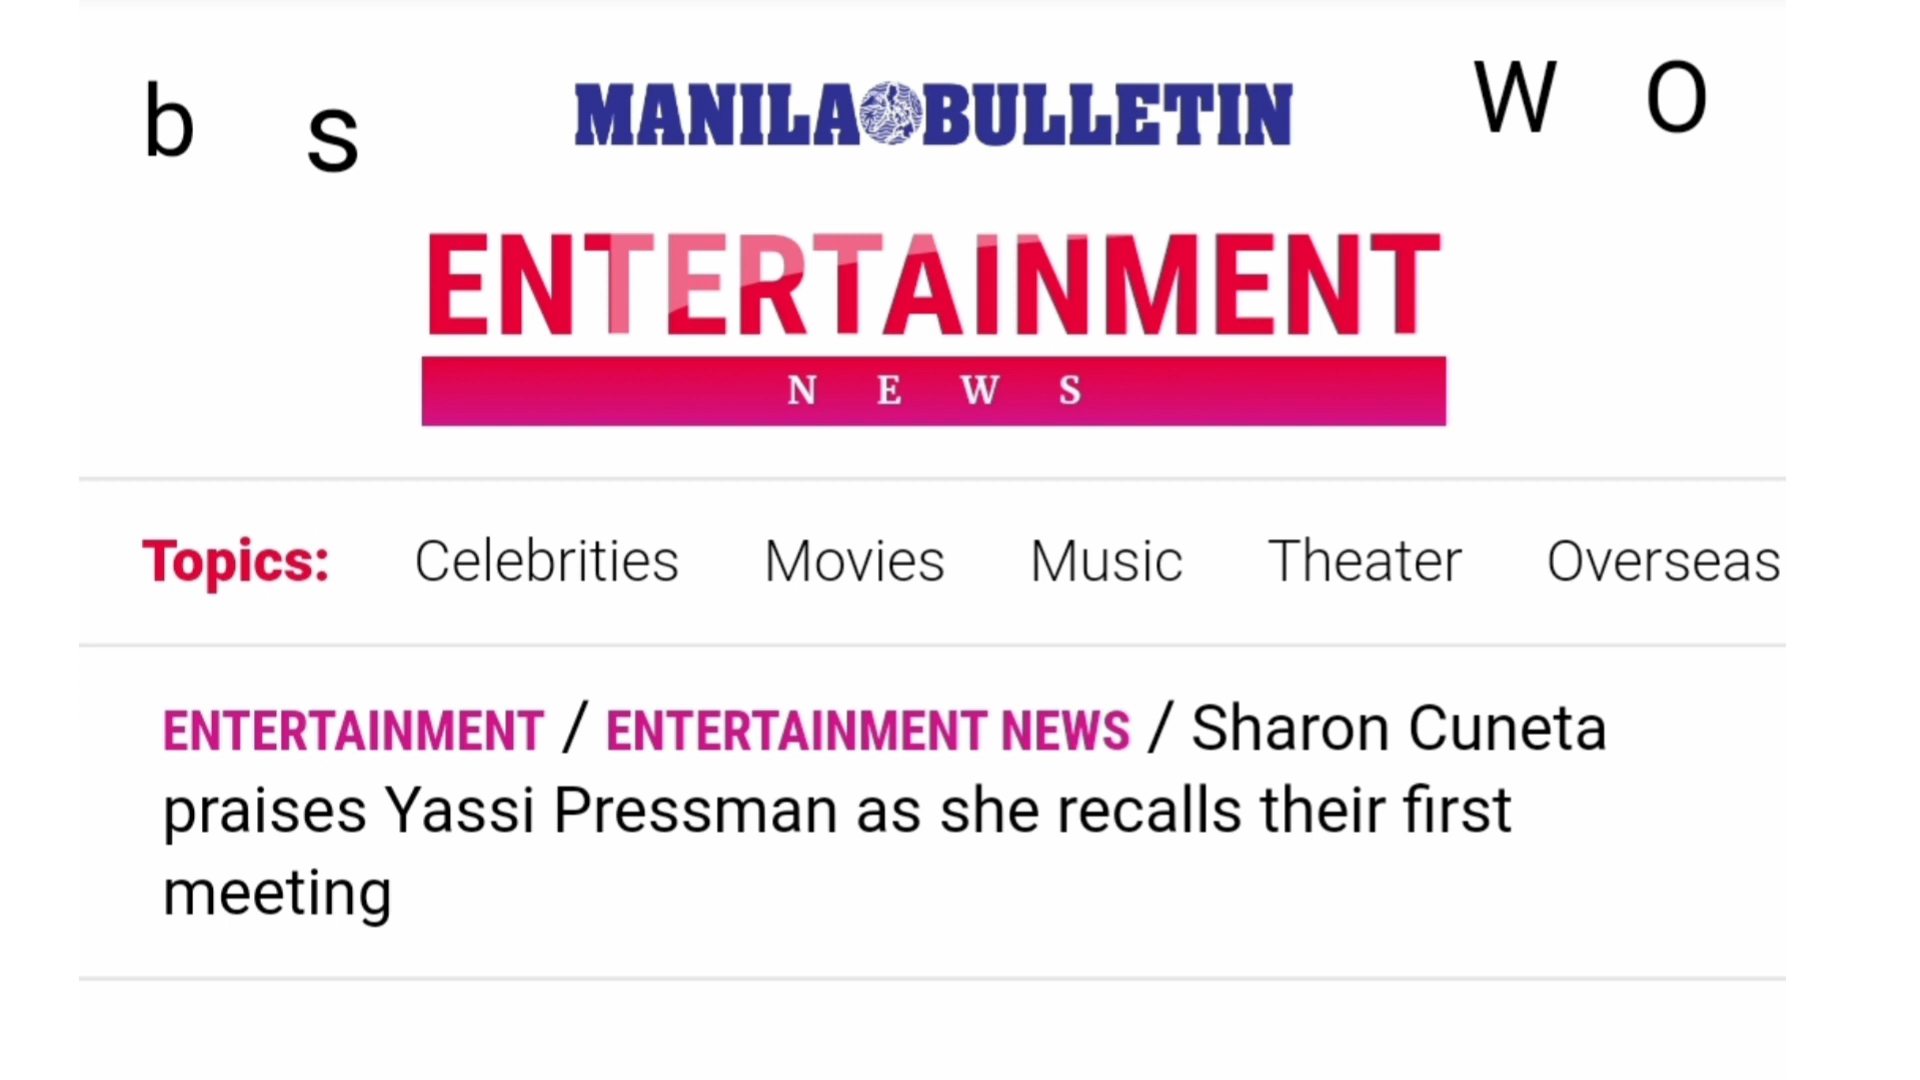 b s MANILA BULLETIN W O
ENTERTAINMENT
NEWS
Topics: Celebrities Movies Music Theater Overseas
ENTERTAINMENT / ENTERTAINMENT NEWS / Sharon Cuneta
praises Yassi Pressman as she recalls their first
meeting